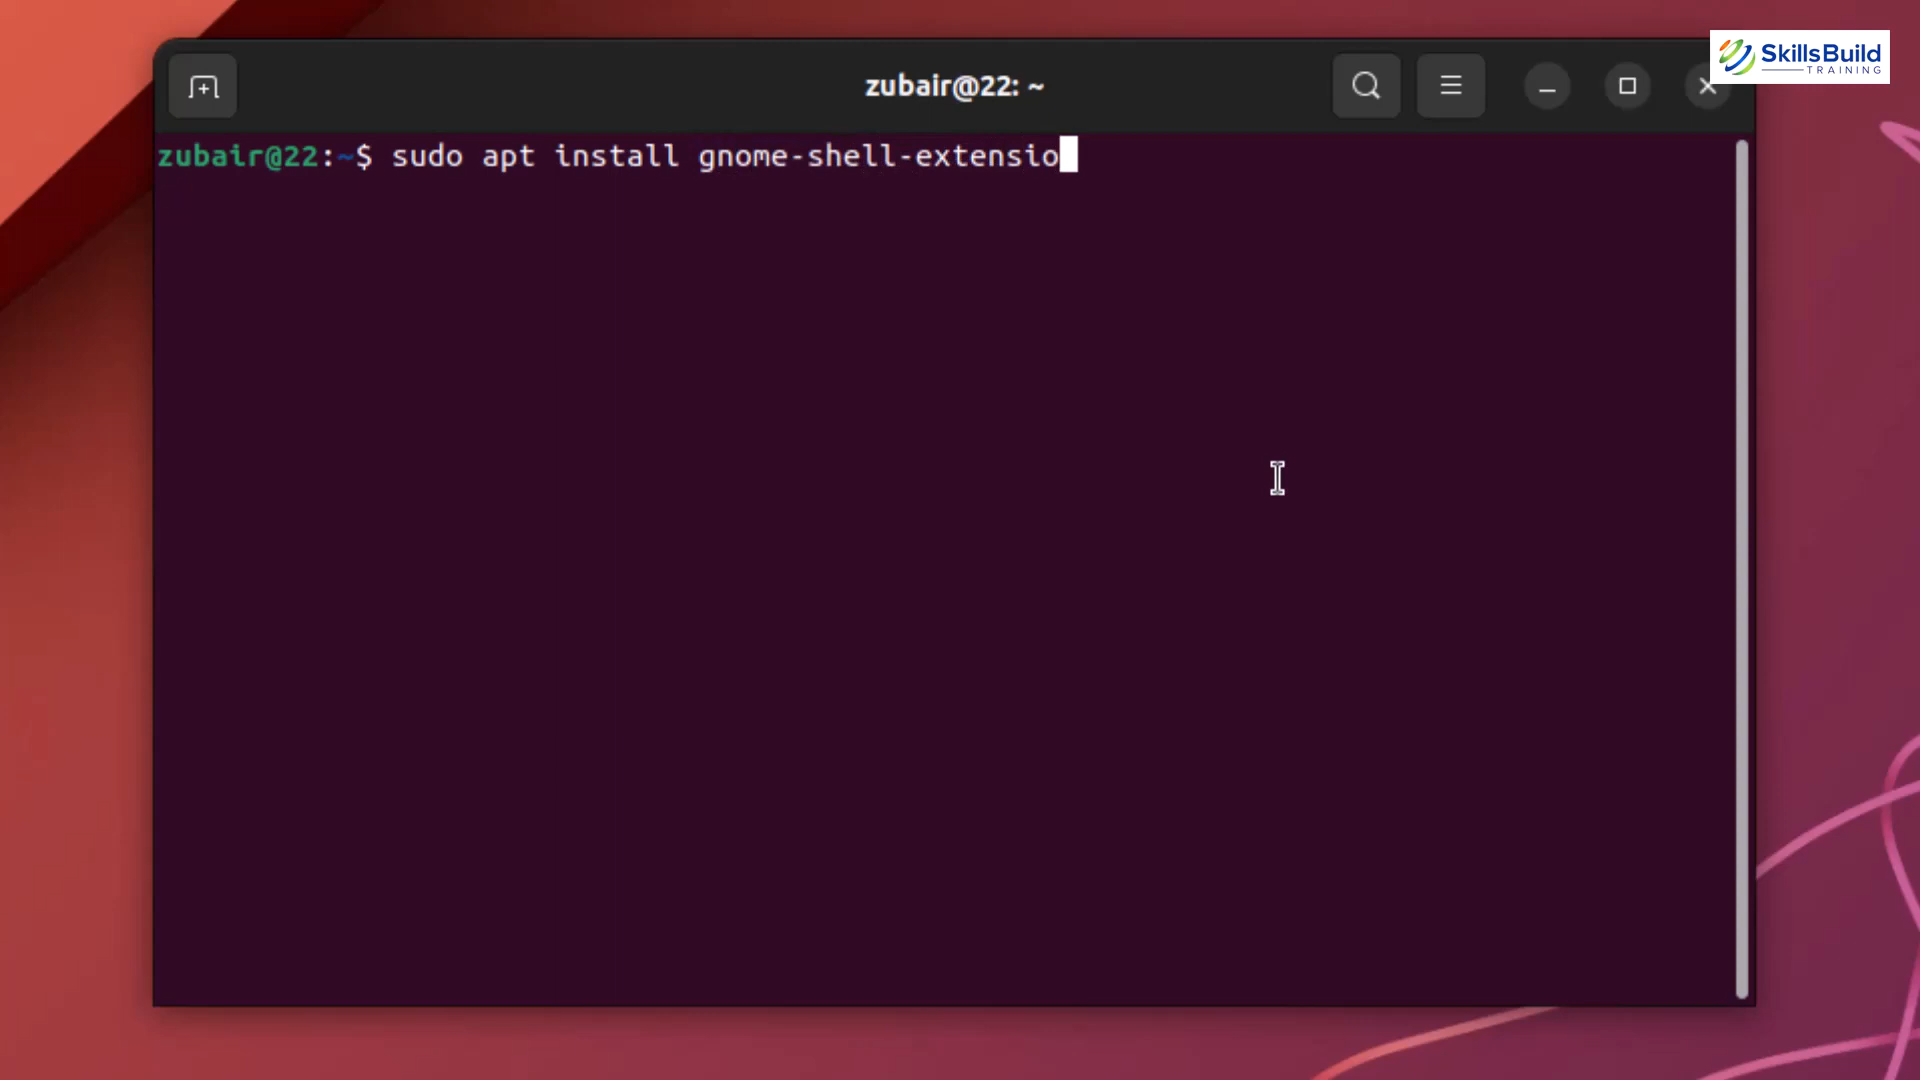 SkillsBuild
TRAINING
zubair@22: ~
zubair@22:~$ sudo apt install gnome-shell-extensio